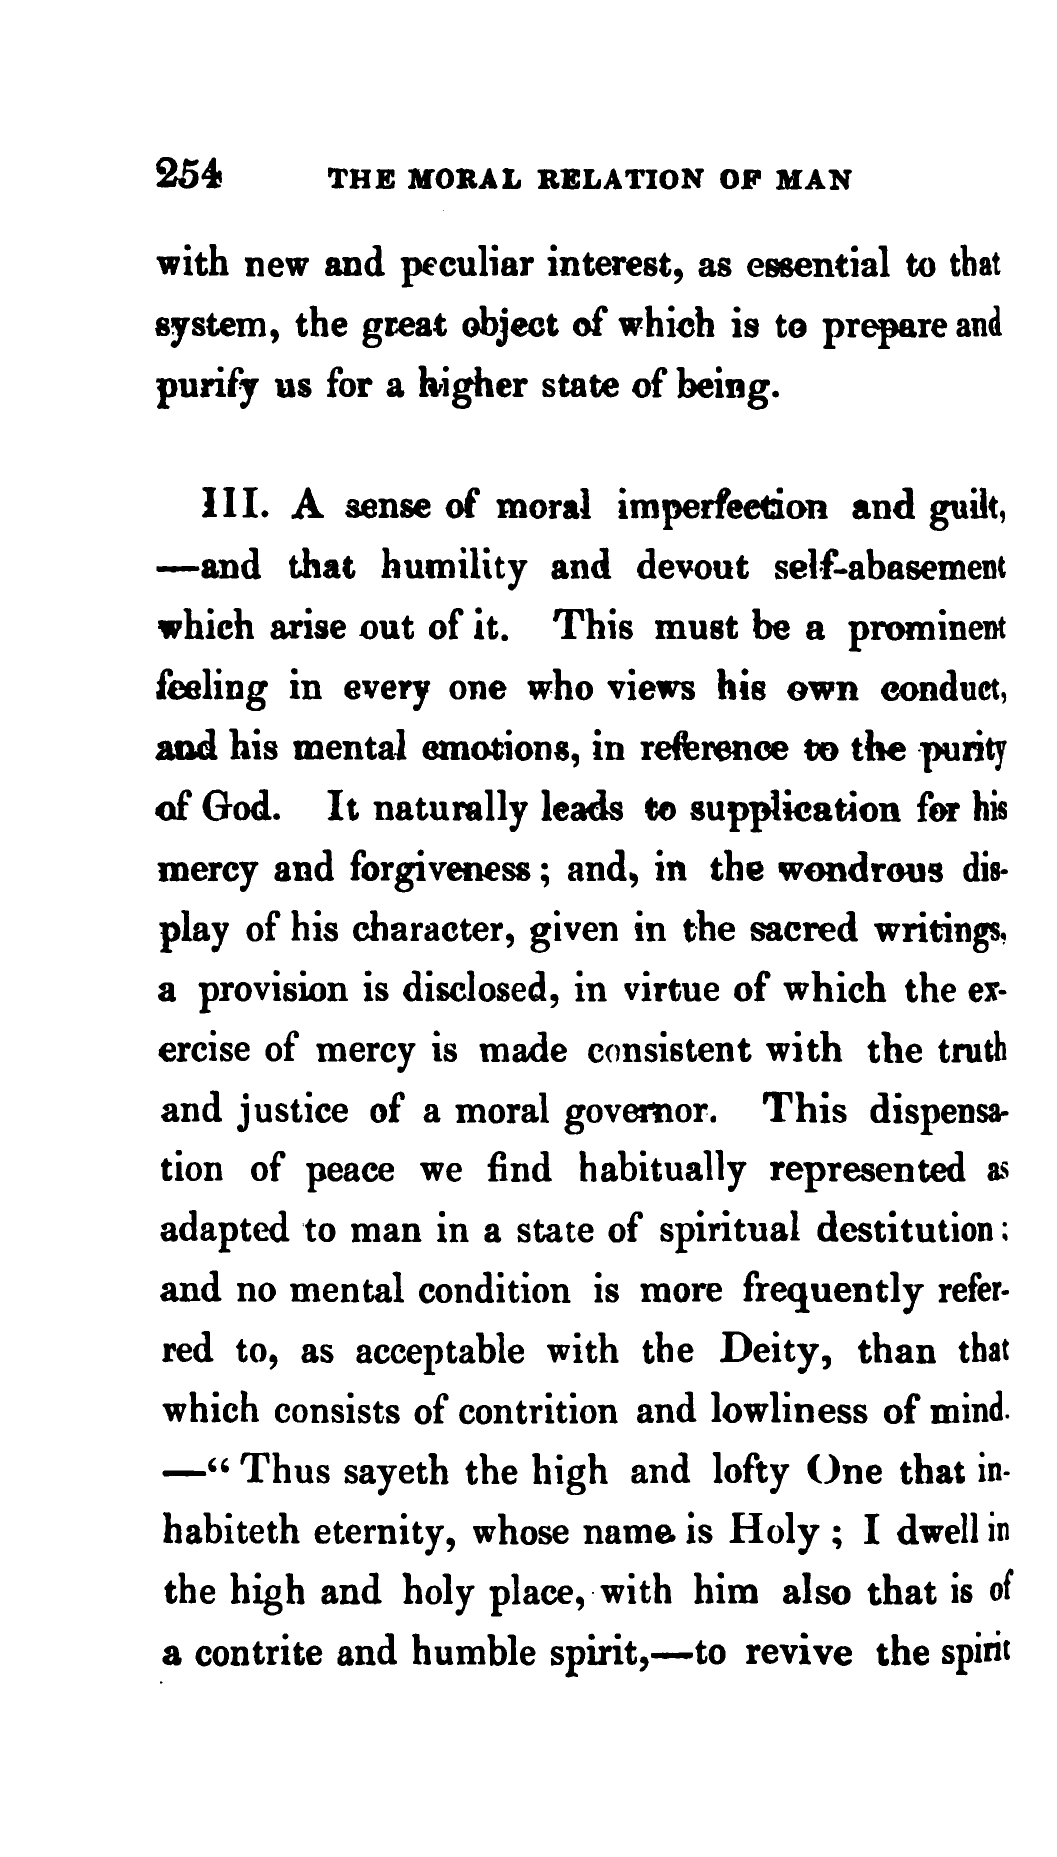 254 THE MORAL RELATION OF MAN
with new and peculiar interest, as essential to that
system, the great object of which is to prepare and
purify us for a higher state of being.
III. A sense of moral imperfection and guilt,
—and that humility and devout self-abasement
which arise out of it. This must be a prominent
feeling in every one who views his own conduct,
and his mental emotions, in reference to the purity
of God. It naturally leads to supplication for his
mercy and forgiveness; and, in the wondrous dis-
play of his character, given in the sacred writings,
a provision is disclosed, in virtue of which the ex-
ercise of mercy is made consistent with the truth
and justice of a moral governor. This dispensa-
tion of peace we find habitually represented as
adapted to man in a state of spiritual destitution:
and no mental condition is more frequently refer-
red to, as acceptable with the Deity, than that
which consists of contrition and lowliness of mind.
—“Thus sayeth the high and lofty One that in-
habiteth eternity, whose name is Holy; I dwell in
the high and holy place, with him also that is of
a contrite and humble spirit,—to revive the spirit